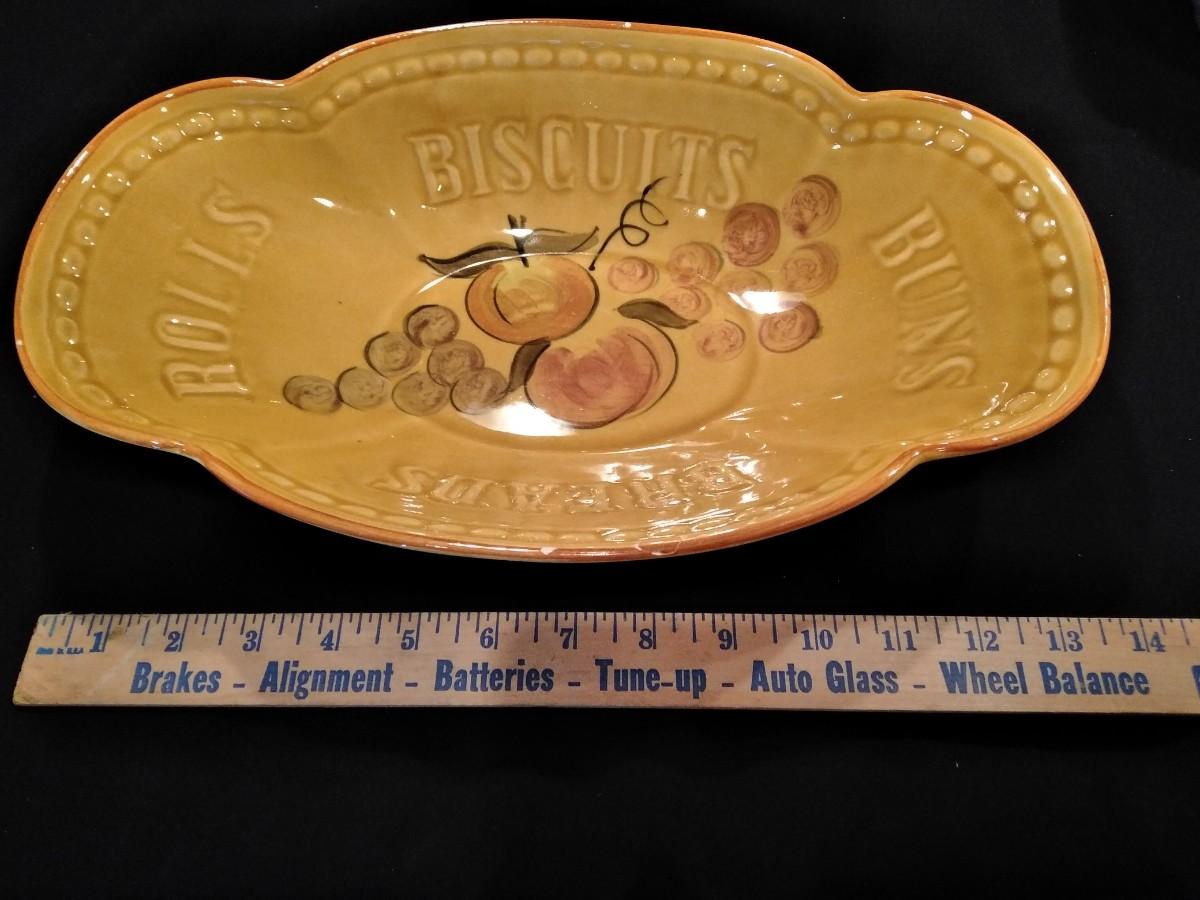 BISCUITS
ROLLS
BUNS
BREADS
1 2 3 4 5 6 7 8 9 10 11 12 13 14
Brakes - Alignment - Batteries - Tune-up - Auto Glass - Wheel Balance